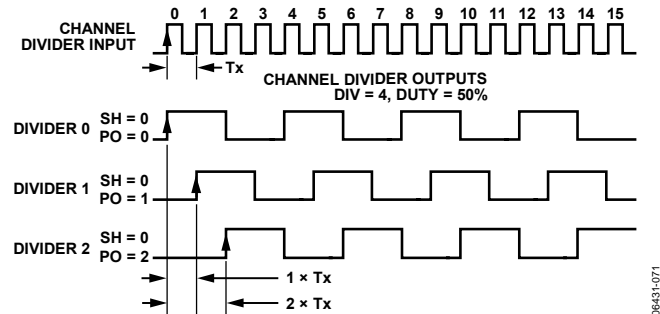 0 1 2 3 4 5 6 7 8 9 10 11 12 13 14 15
CHANNEL
DIVIDER INPUT
Tx
CHANNEL DIVIDER OUTPUTS
DIV = 4, DUTY = 50%
DIVIDER 0
SH = 0
PO = 0
DIVIDER 1
SH = 0
PO = 1
DIVIDER 2
SH = 0
PO = 2
1 × Tx
2 × Tx
06431-071